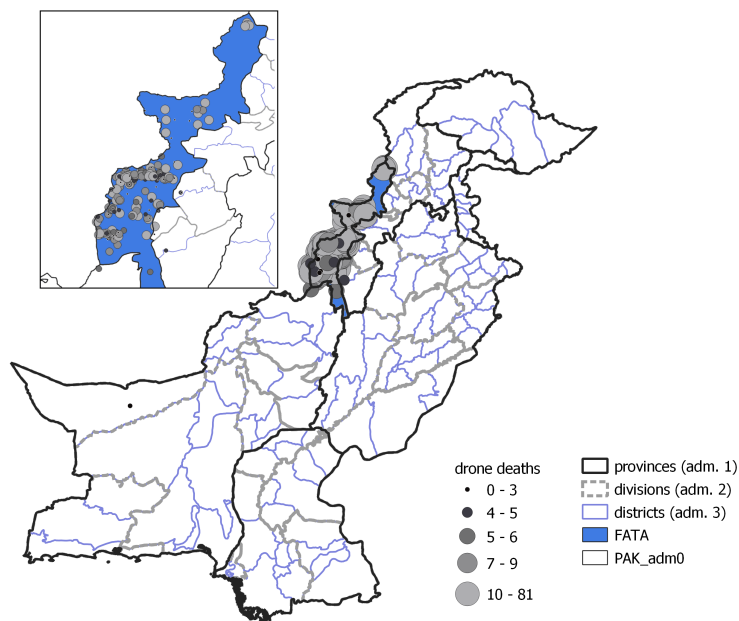 drone deaths
0 - 3
4 - 5
5 - 6
7 - 9
10 - 81
provinces (adm. 1)
divisions (adm. 2)
districts (adm. 3)
FATA
PAK_adm0